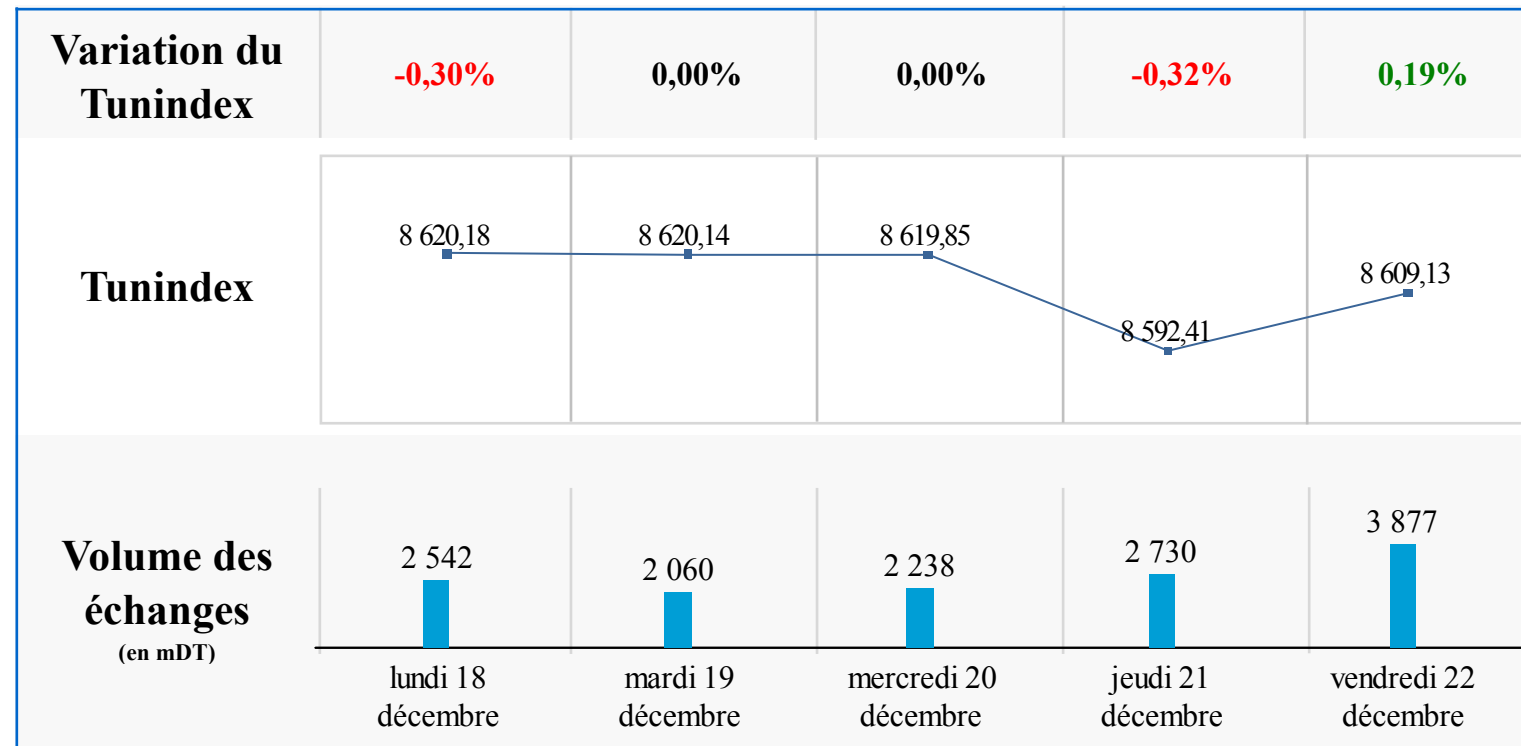 Variation du
Tunindex
-0,30%
0,00%
0,00%
-0,32%
0,19%
Tunindex
8 620,18
8 620,14
8 619,85
8 592,41
8 609,13
Volume des
échanges
(en mDT)
2 542
2 060
2 238
2 730
3 877
lundi 18
décembre
mardi 19
décembre
mercredi 20
décembre
jeudi 21
décembre
vendredi 22
décembre